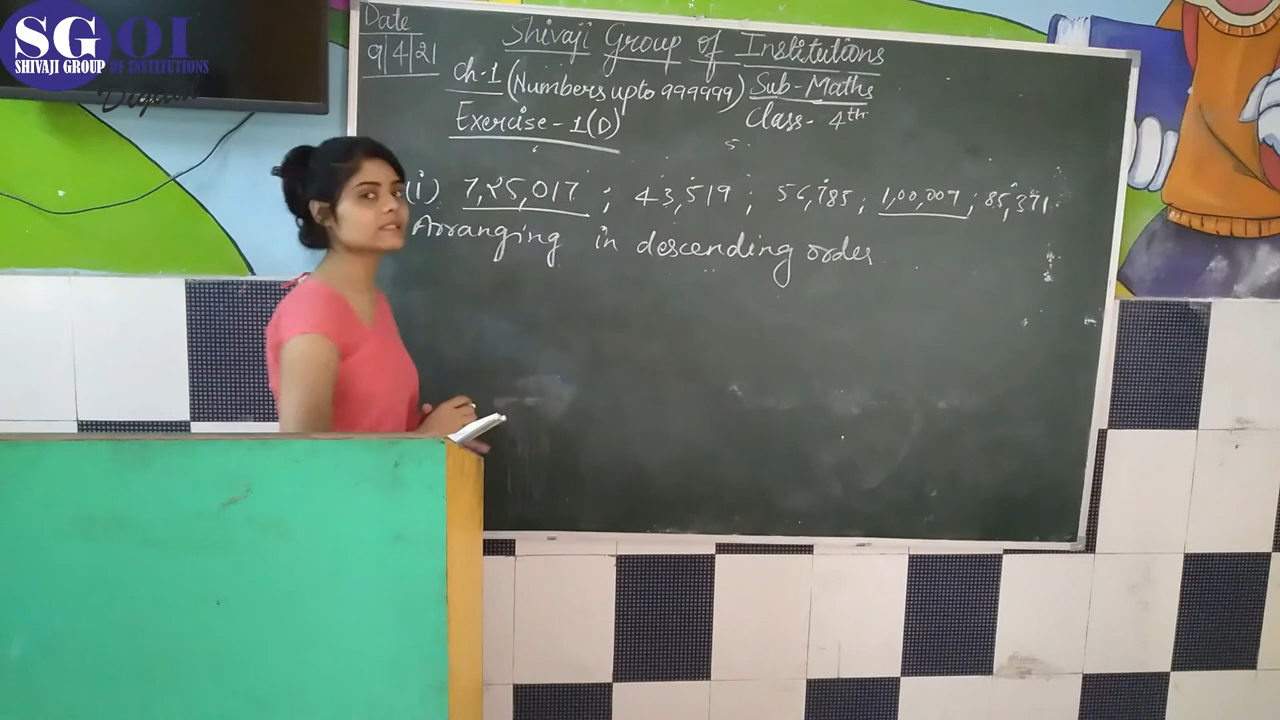 SGOI
SHIVAJI GROUP OF INSTITUTIONS
Date
9/4/21
Shivaji Group of Institutions
Ch-1 (Numbers upto 999999) Sub-Maths
Exercise-1(D) Class-4th
(i) 7,25,017 ; 43,519 ; 56,785 ; 1,00,009 ; 85,371
Arranging in descending order